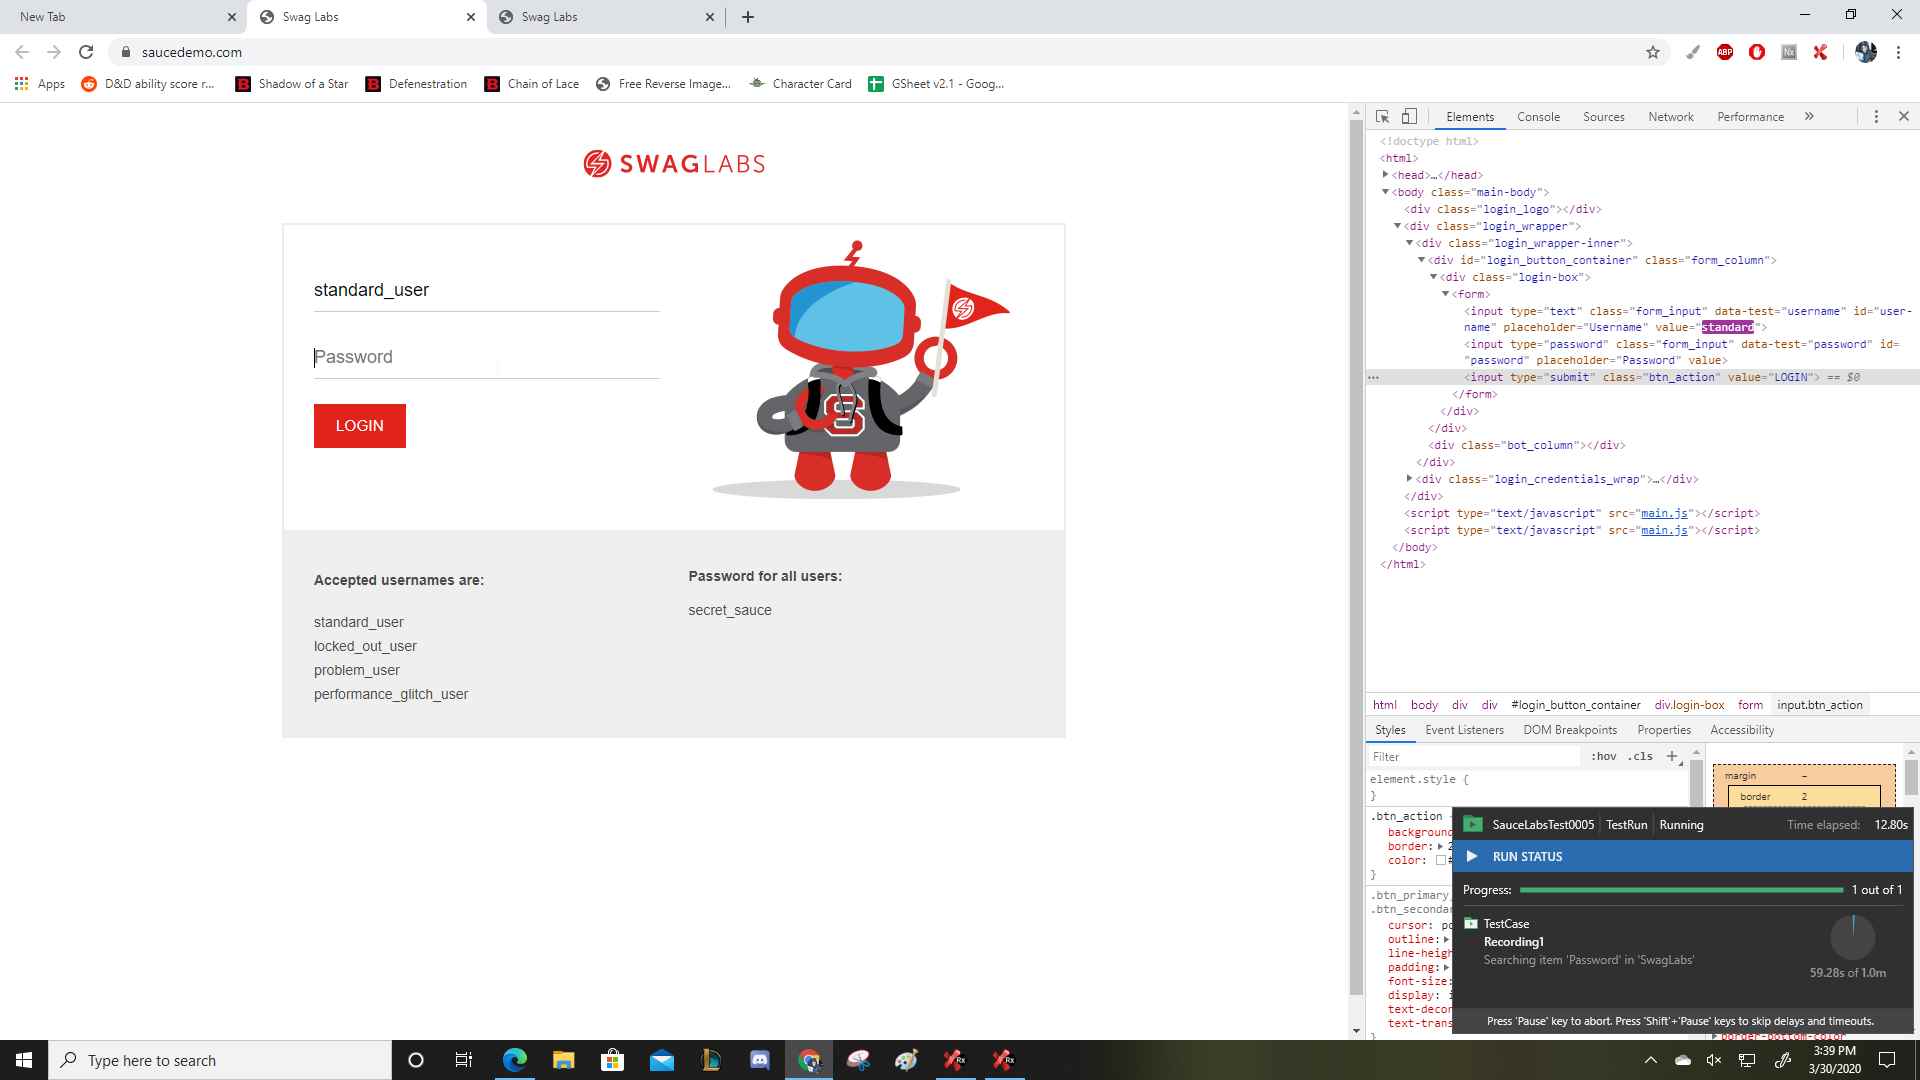 New Tab
Swag Labs
Swag Labs
saucedemo.com
ABP
Nx
Apps
D&D ability score r...
Shadow of a Star
Defenestration
Chain of Lace
Free Reverse Image...
Character Card
GSheet v2.1 - Goog...
SWAGLABS
standard_user
Password
LOGIN
Accepted usernames are:
standard_user
locked_out_user
problem_user
performance_glitch_user
Password for all users:
secret_sauce
Elements Console Sources Network Performance »
<!doctype html>
<html>
<head>…</head>
<body class="main-body">
<div class="login_logo"></div>
<div class="login_wrapper">
<div class="login_wrapper-inner">
<div id="login_button_container" class="form_column">
<div class="login-box">
<form>
<input type="text" class="form_input" data-test="username" id="user-
name" placeholder="Username" value="standard">
<input type="password" class="form_input" data-test="password" id=
"password" placeholder="Password" value>
… <input type="submit" class="btn_action" value="LOGIN"> == $0
</form>
</div>
</div>
<div class="bot_column"></div>
</div>
<div class="login_credentials_wrap">…</div>
</div>
<script type="text/javascript" src="main.js"></script>
<script type="text/javascript" src="main.js"></script>
</body>
</html>
html body div div #login_button_container div.login-box form input.btn_action
Styles Event Listeners DOM Breakpoints Properties Accessibility
Filter :hov .cls +
element.style {
}
.btn_action
background
border: 2
color: #
}
.btn_primary,
.btn_seconda
cursor: po
outline:
line-heigh
padding:
font-size:
display: i
text-decor
text-trans
}
margin –
border 2
SauceLabsTest0005 TestRun Running Time elapsed: 12.80s
RUN STATUS
Progress: 1 out of 1
TestCase
Recording1
Searching item 'Password' in 'SwagLabs'
59.28s of 1.0m
Press 'Pause' key to abort. Press 'Shift'+'Pause' keys to skip delays and timeouts.
border-bottom-color
Type here to search
Rx
Rx
3:39 PM
3/30/2020